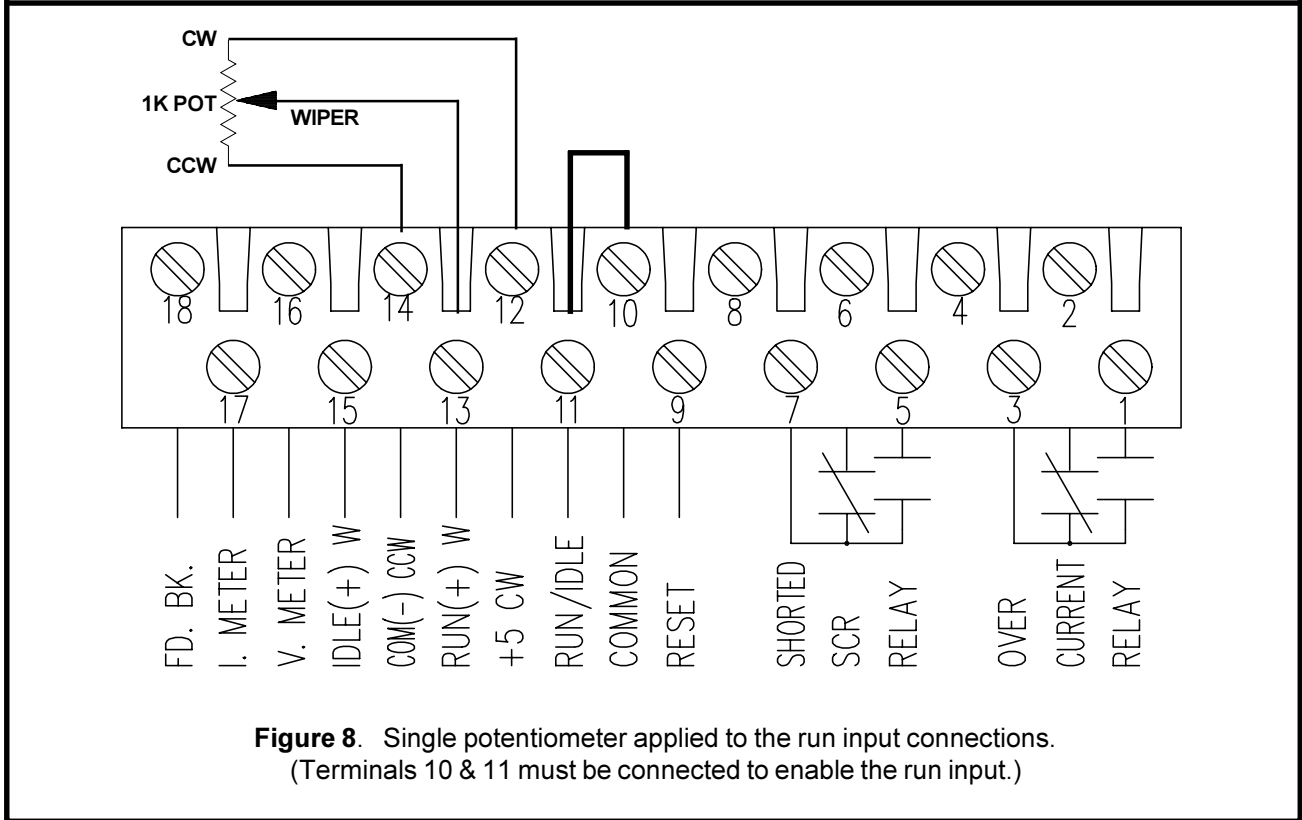 CW
1K POT
WIPER
CCW
18 16 14 12 10 8 6 4 2
17 15 13 11 9 7 5 3 1
FD. BK.
I. METER
V. METER
IDLE(+) W
COM(-) CCW
RUN(+) W
+5 CW
RUN/IDLE
COMMON
RESET
SHORTED
SCR
RELAY
OVER
CURRENT
RELAY
Figure 8. Single potentiometer applied to the run input connections.
(Terminals 10 & 11 must be connected to enable the run input.)